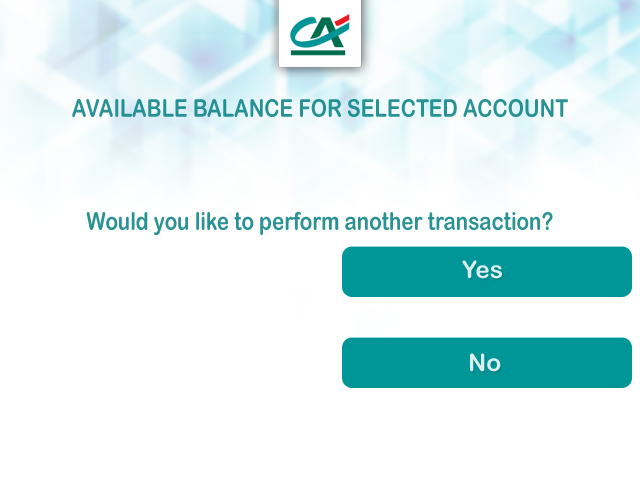 CA
AVAILABLE BALANCE FOR SELECTED ACCOUNT
Would you like to perform another transaction?
Yes
No